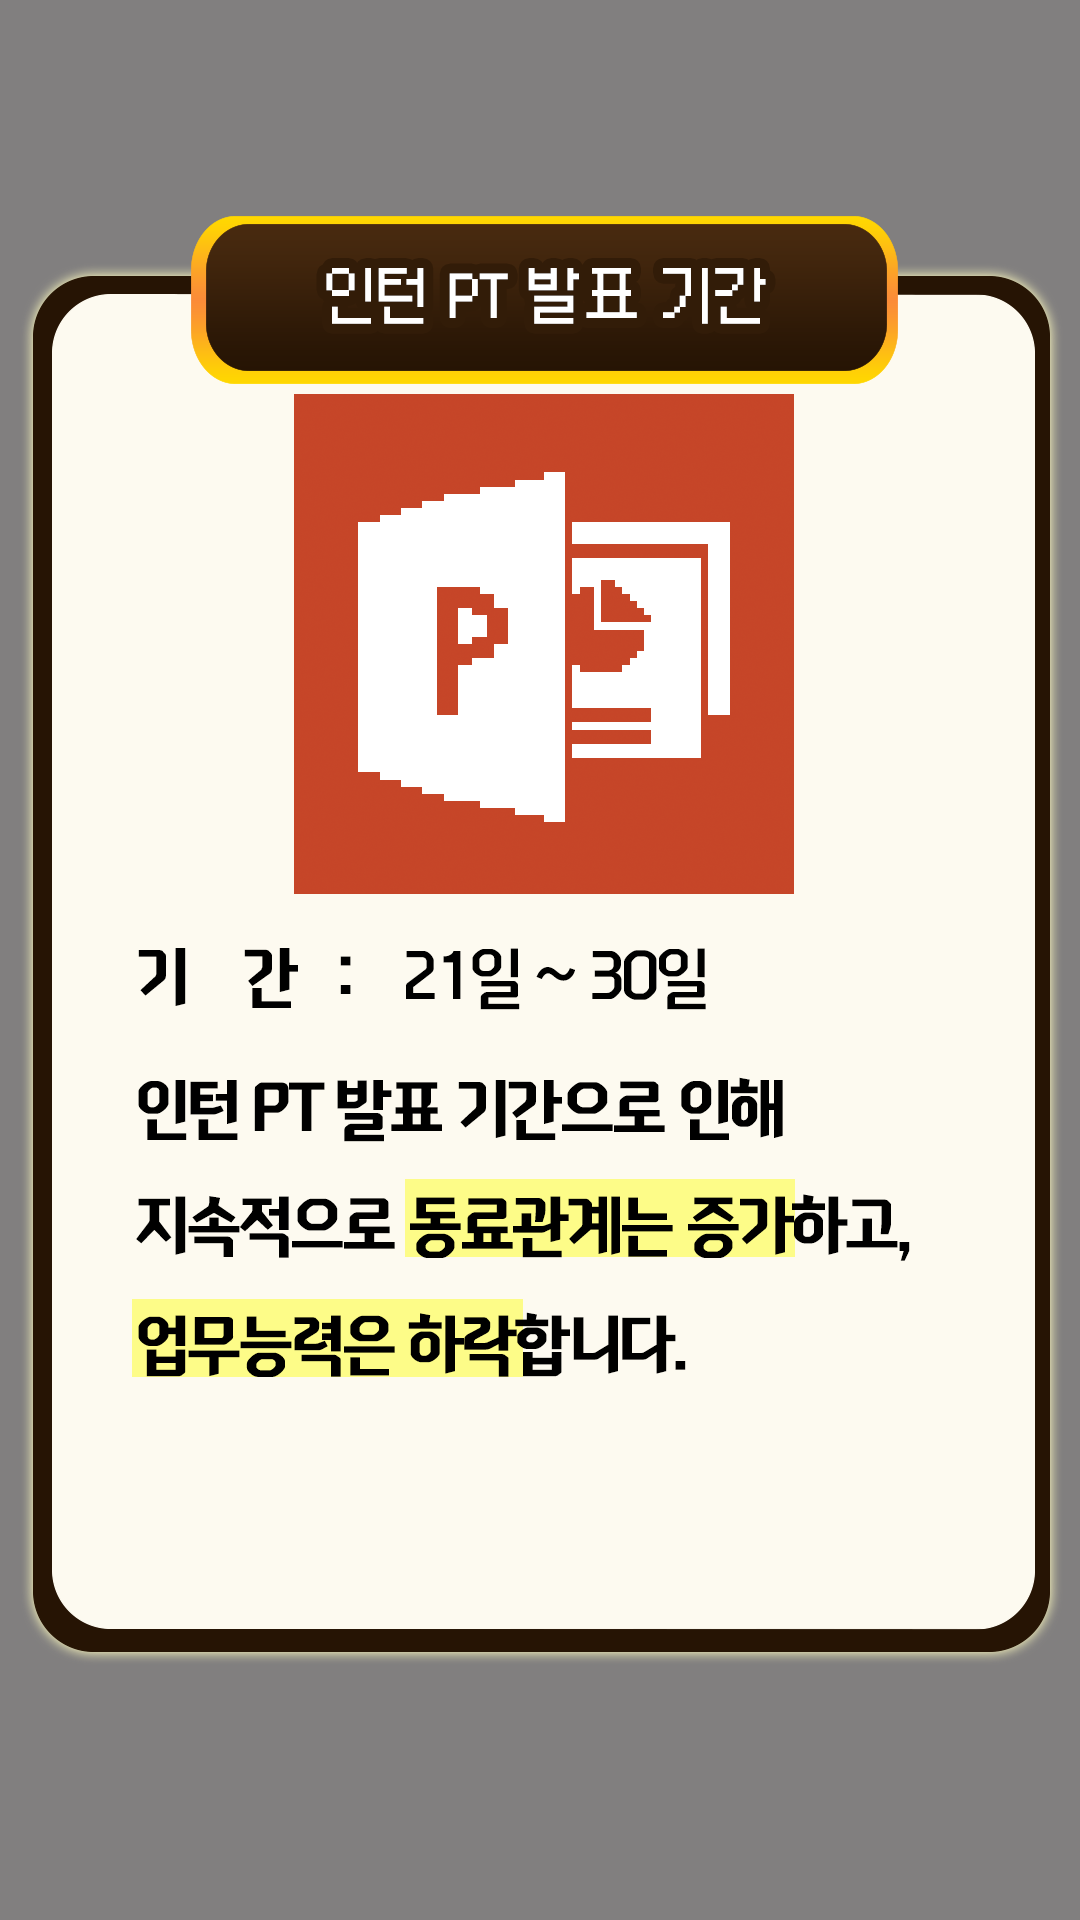 인턴 PT 발표 기간
P
기 간 : 21일 ~ 30일
인턴 PT 발표 기간으로 인해
지속적으로 동료관계는 증가하고,
업무능력은 하락합니다.